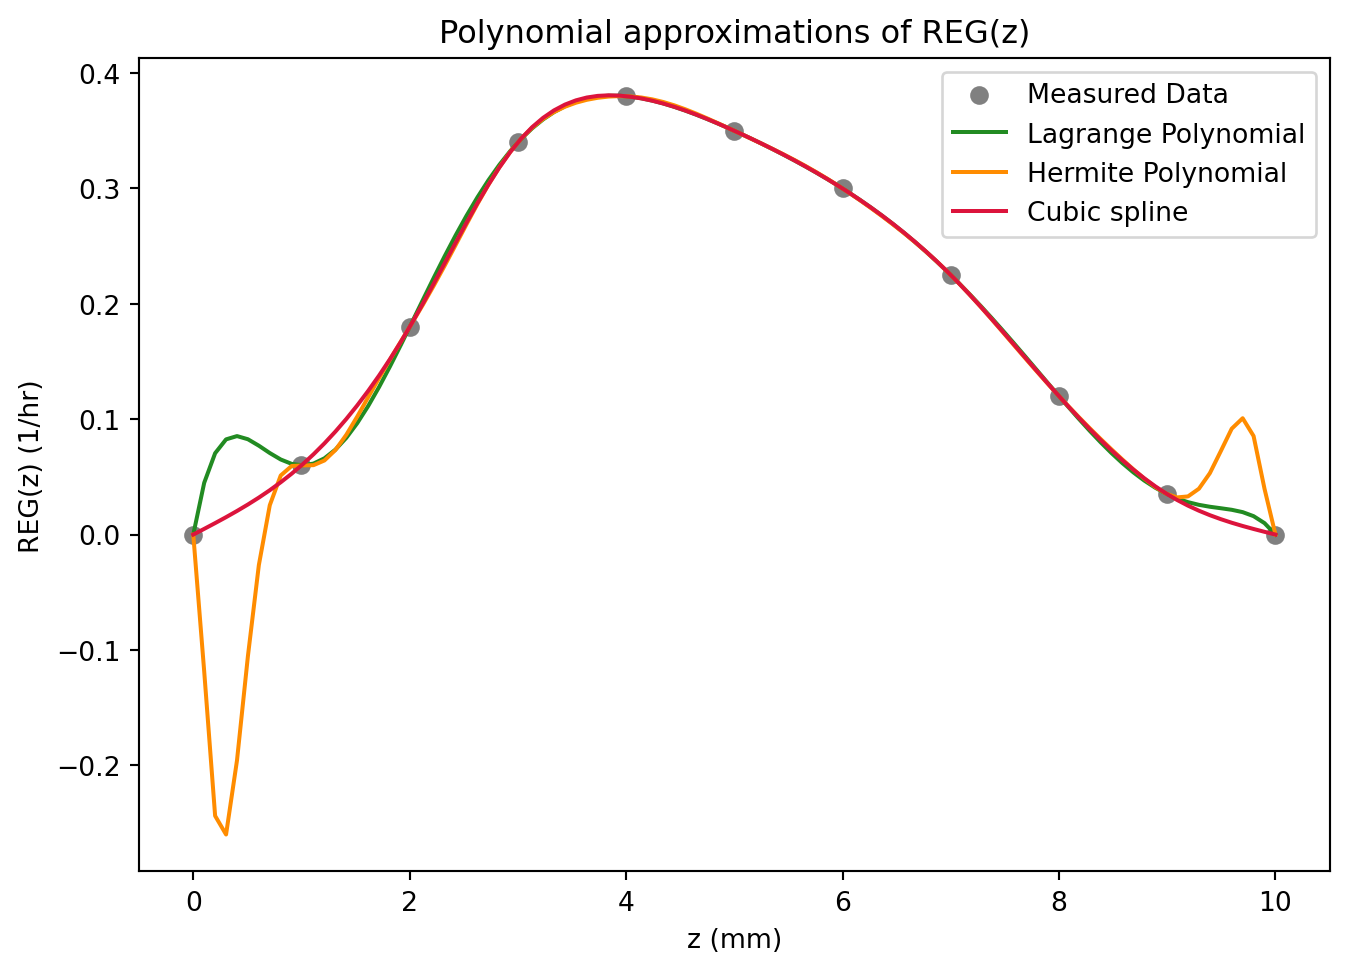 Polynomial approximations of REG(z)
0.4
0.3
0.2
0.1
0.0
−0.1
−0.2
REG(z) (1/hr)
Measured Data
Lagrange Polynomial
Hermite Polynomial
Cubic spline
0 2 4 6 8 10
z (mm)